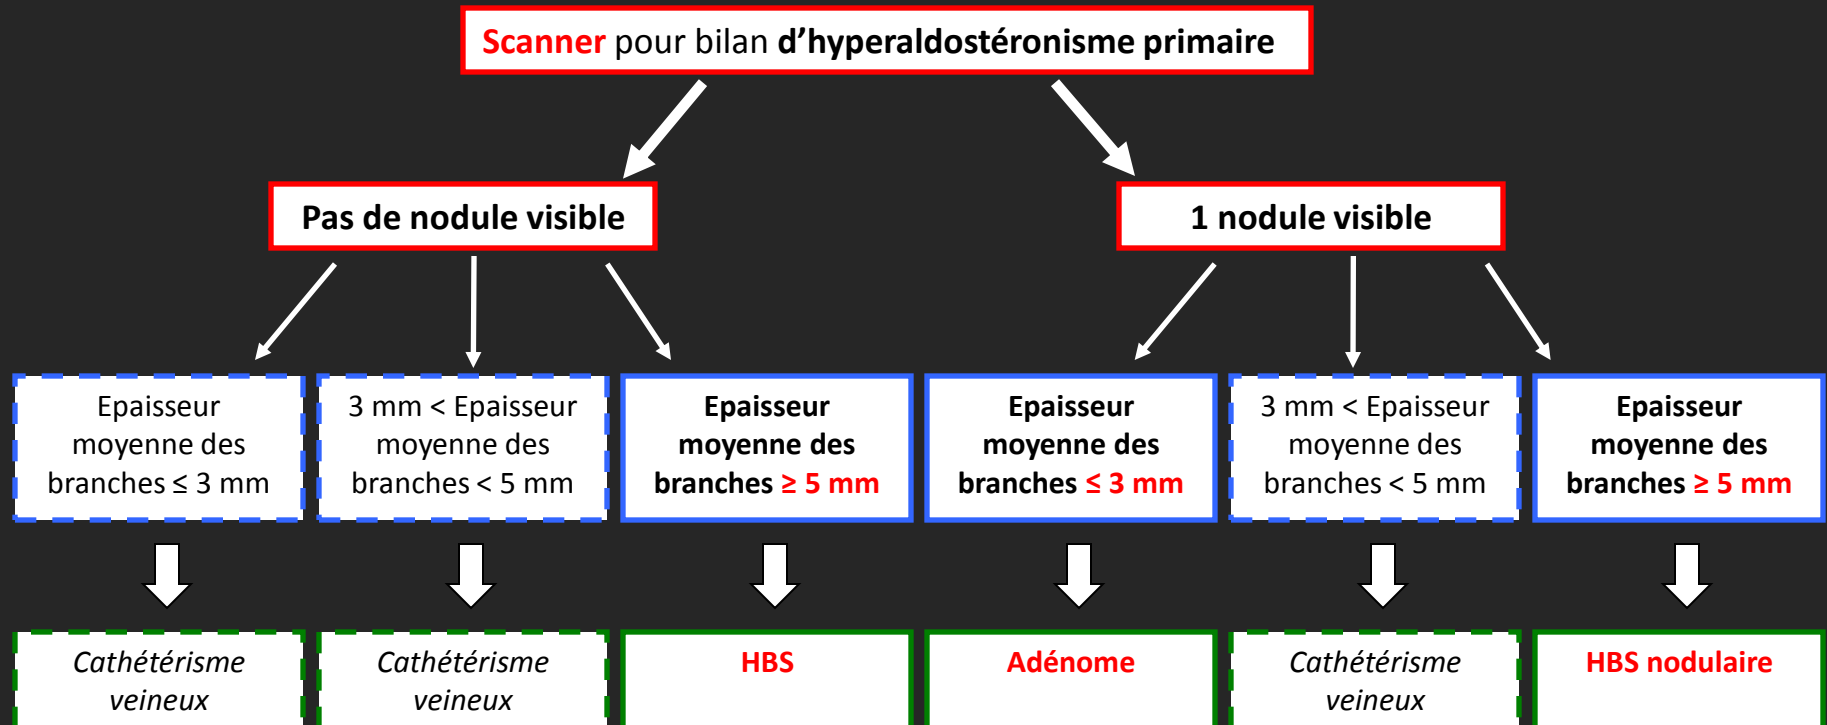 Scanner pour bilan d’hyperaldostéronisme primaire
Pas de nodule visible
1 nodule visible
Epaisseur
moyenne des
branches ≤ 3 mm
3 mm < Epaisseur
moyenne des
branches < 5 mm
Epaisseur
moyenne des
branches ≥ 5 mm
Epaisseur
moyenne des
branches ≤ 3 mm
3 mm < Epaisseur
moyenne des
branches < 5 mm
Epaisseur
moyenne des
branches ≥ 5 mm
Cathétérisme
veineux
Cathétérisme
veineux
HBS
Adénome
Cathétérisme
veineux
HBS nodulaire